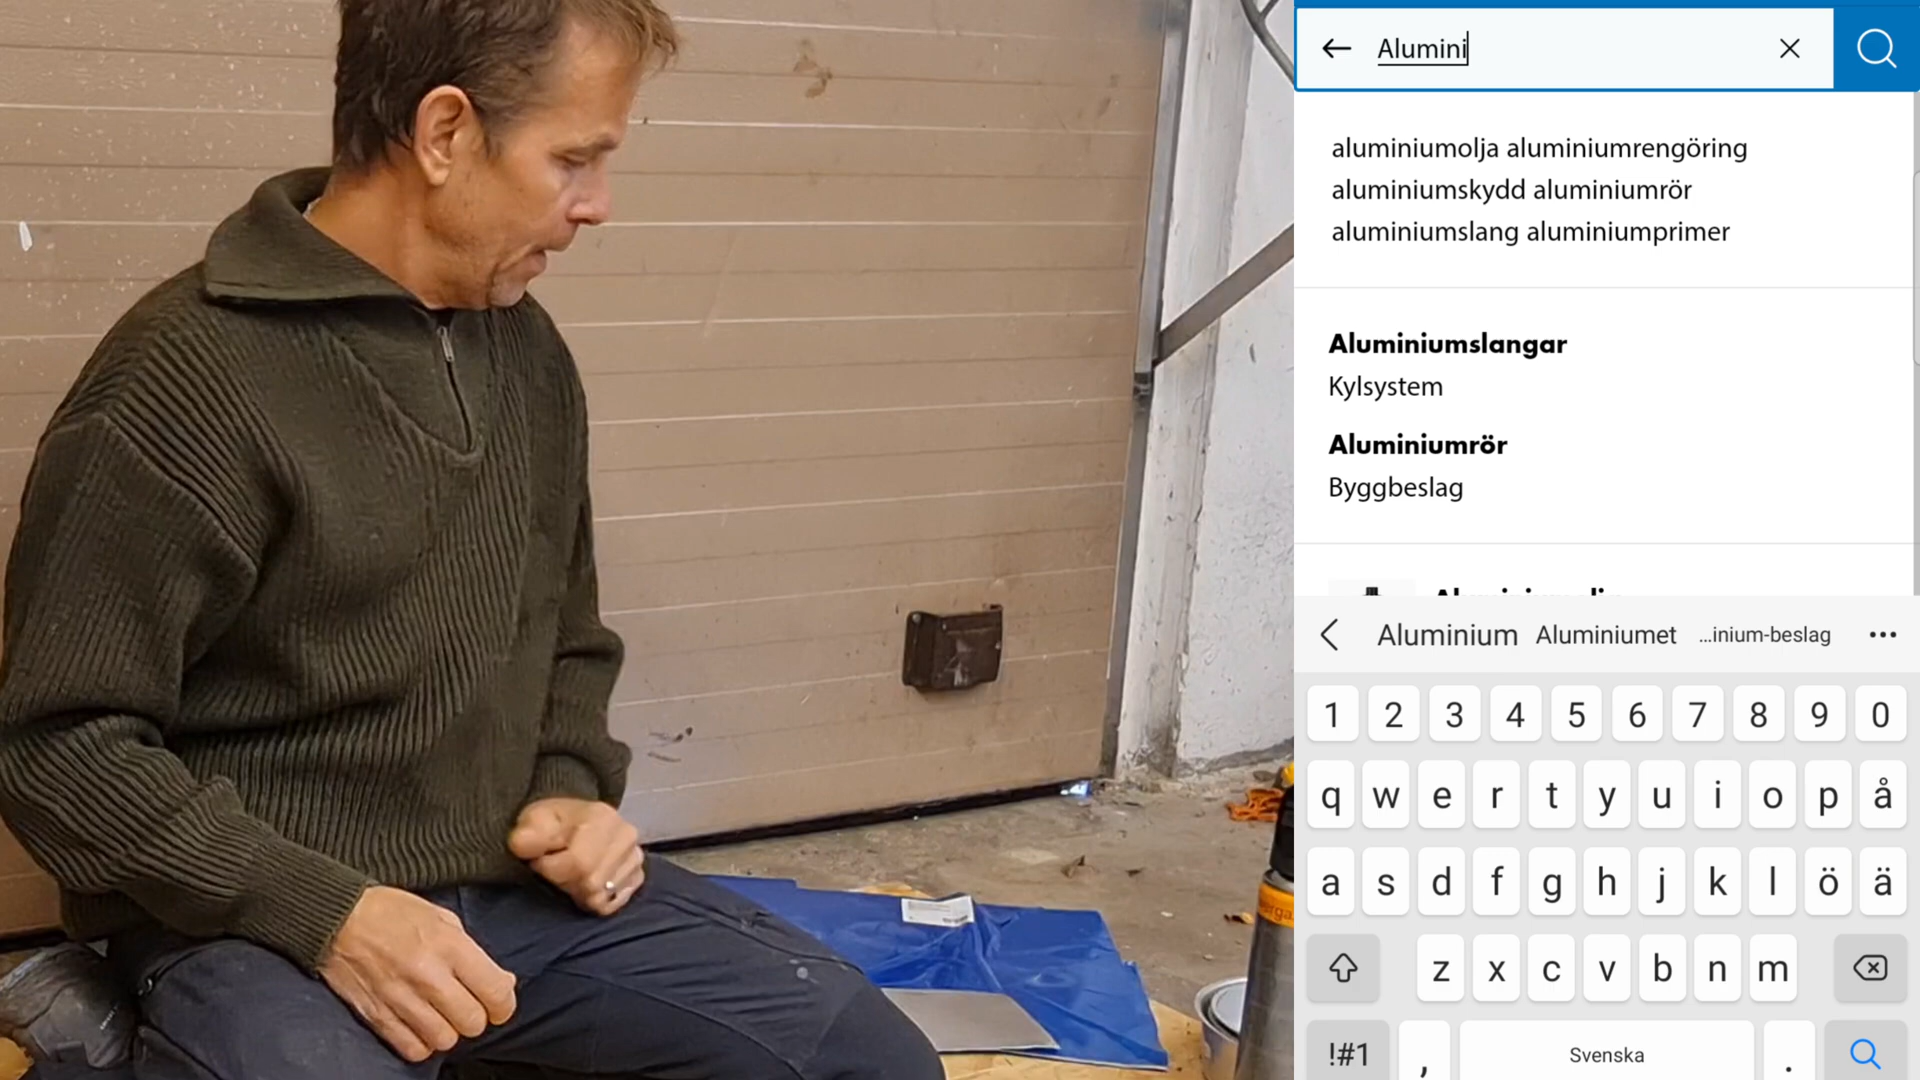 Alumini
aluminiumolja aluminiumrengöring
aluminiumskydd aluminiumrör
aluminiumslang aluminiumprimer
Aluminiumslangar
Kylsystem
Aluminiumrör
Byggbeslag
Aluminium Aluminiumet ...inium-beslag
1 2 3 4 5 6 7 8 9 0
q w e r t y u i o p å
a s d f g h j k l ö ä
z x c v b n m
!#1 , Svenska .